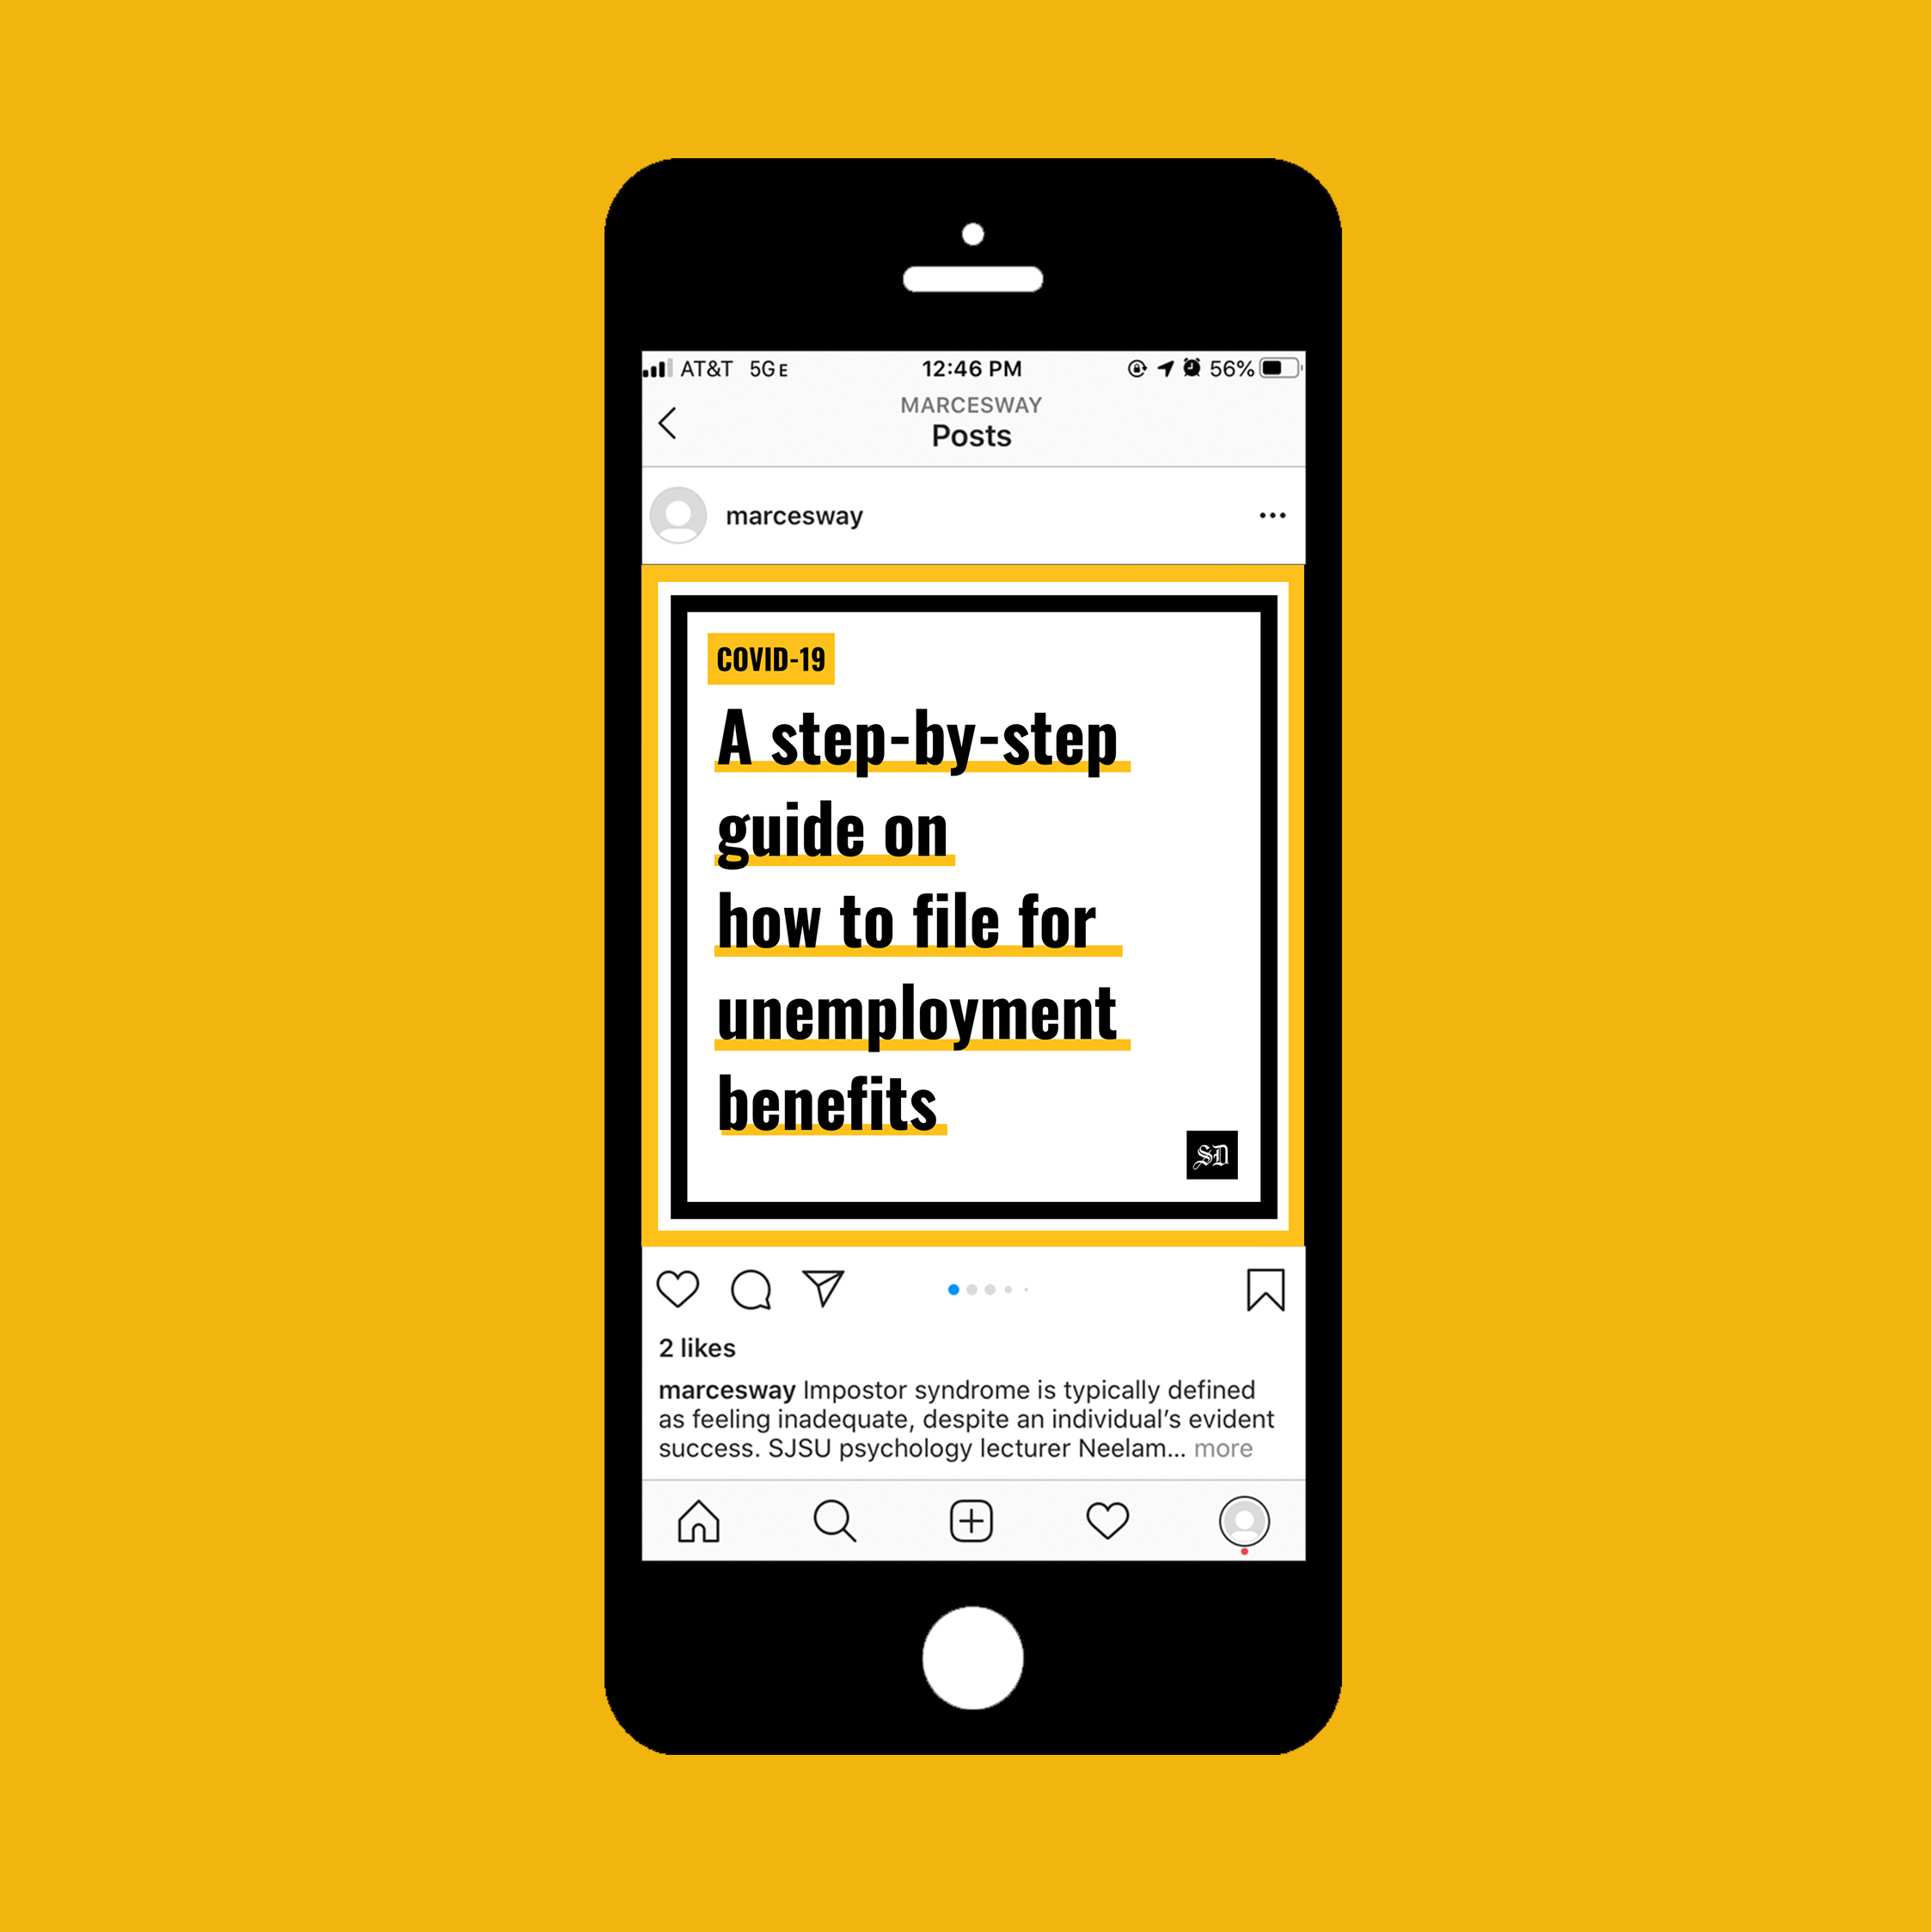 AT&T 5GE 12:46 PM 56%
MARCESWAY
Posts
marcesway
COVID-19
A step-by-step
guide on
how to file for
unemployment
benefits
SD
2 likes
marcesway Impostor syndrome is typically defined
as feeling inadequate, despite an individual’s evident
success. SJSU psychology lecturer Neelam... more